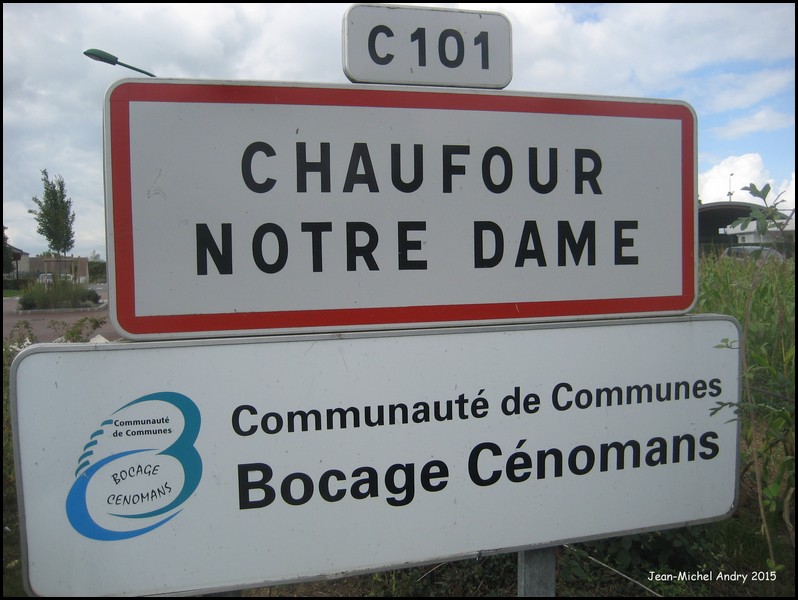 C 101
CHAUFOUR
NOTRE DAME
Communauté de Communes
Bocage Cénomans
Communauté
de Communes
BOCAGE
CENOMANS
Jean-Michel Andry 2015